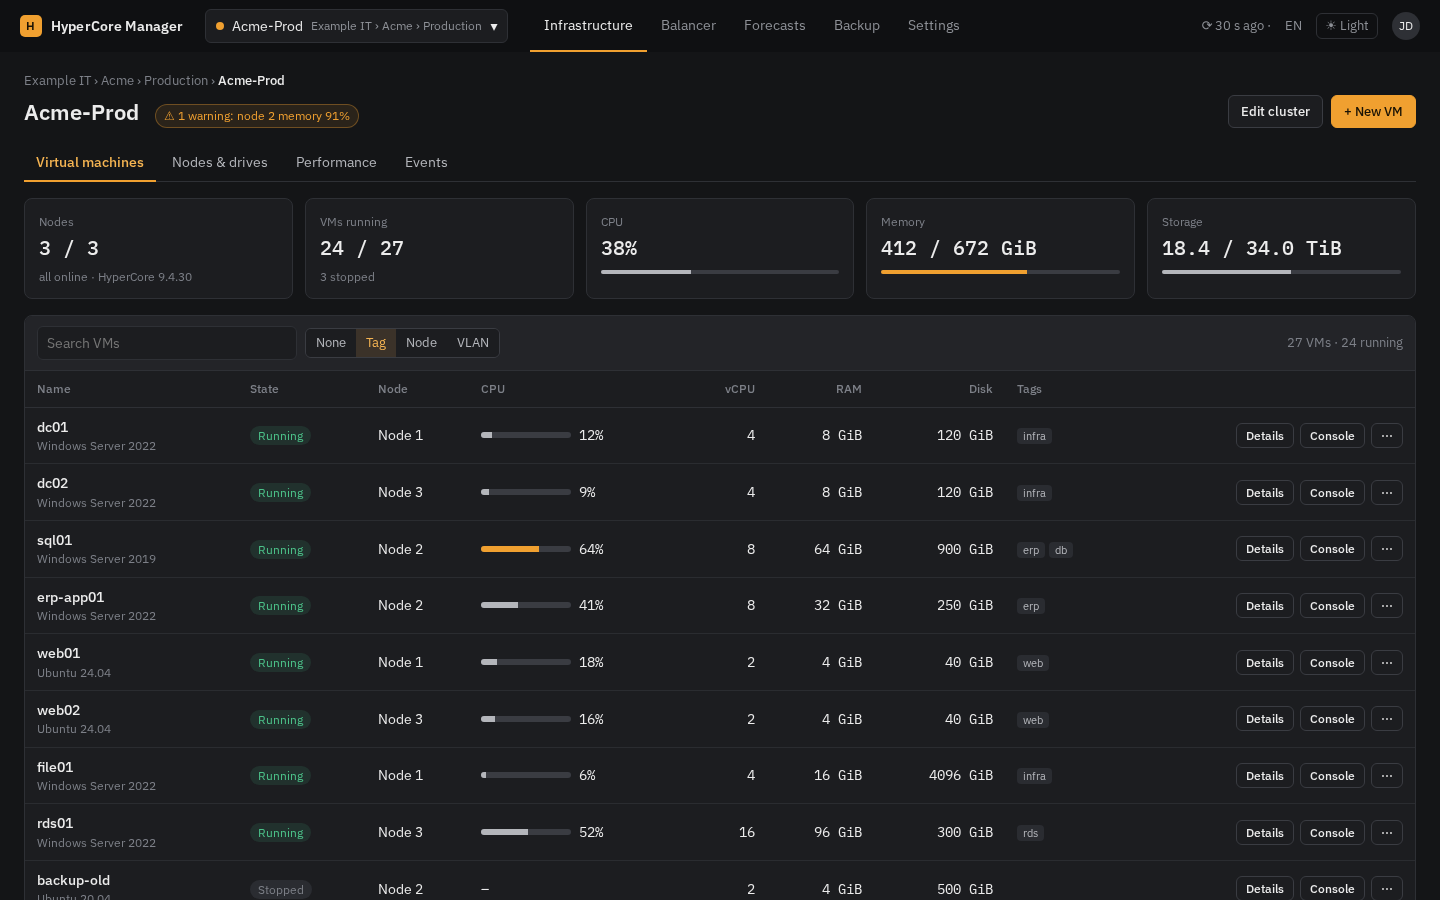 H HyperCore Manager Acme-Prod Example IT › Acme › Production ▾ Infrastructure Balancer Forecasts Backup Settings ⟳ 30 s ago · EN ☀ Light JD
Example IT › Acme › Production › Acme-Prod
Acme-Prod ⚠ 1 warning: node 2 memory 91% Edit cluster + New VM
Virtual machines Nodes & drives Performance Events
Nodes VMs running CPU Memory Storage
3 / 3 24 / 27 38% 412 / 672 GiB 18.4 / 34.0 TiB
all online · HyperCore 9.4.30 3 stopped
Search VMs None Tag Node VLAN 27 VMs · 24 running
Name State Node CPU vCPU RAM Disk Tags
dc01
Windows Server 2022 Running Node 1 12% 4 8 GiB 120 GiB infra Details Console ···
dc02
Windows Server 2022 Running Node 3 9% 4 8 GiB 120 GiB infra Details Console ···
sql01
Windows Server 2019 Running Node 2 64% 8 64 GiB 900 GiB erp db Details Console ···
erp-app01
Windows Server 2022 Running Node 2 41% 8 32 GiB 250 GiB erp Details Console ···
web01
Ubuntu 24.04 Running Node 1 18% 2 4 GiB 40 GiB web Details Console ···
web02
Ubuntu 24.04 Running Node 3 16% 2 4 GiB 40 GiB web Details Console ···
file01
Windows Server 2022 Running Node 1 6% 4 16 GiB 4096 GiB infra Details Console ···
rds01
Windows Server 2022 Running Node 3 52% 16 96 GiB 300 GiB rds Details Console ···
backup-old
Ubuntu 20.04 Stopped Node 2 – 2 4 GiB 500 GiB Details Console ···